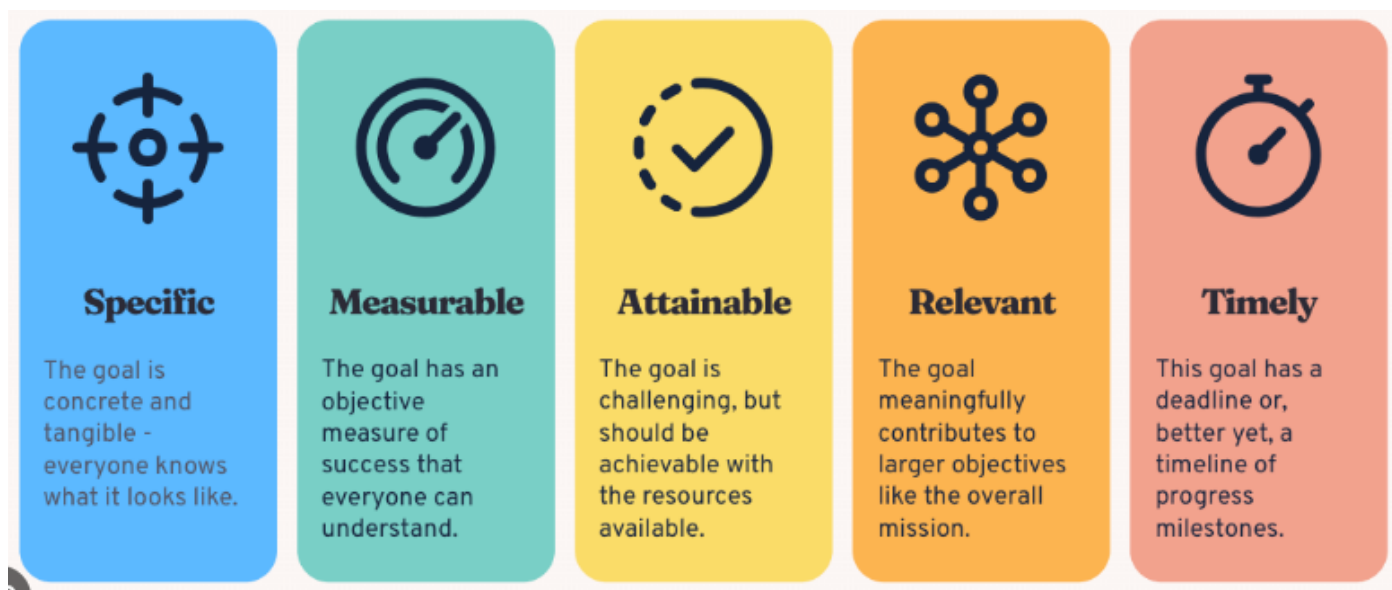 Specific
The goal is
concrete and
tangible -
everyone knows
what it looks like.
Measurable
The goal has an
objective
measure of
success that
everyone can
understand.
Attainable
The goal is
challenging, but
should be
achievable with
the resources
available.
Relevant
The goal
meaningfully
contributes to
larger objectives
like the overall
mission.
Timely
This goal has a
deadline or,
better yet, a
timeline of
progress
milestones.